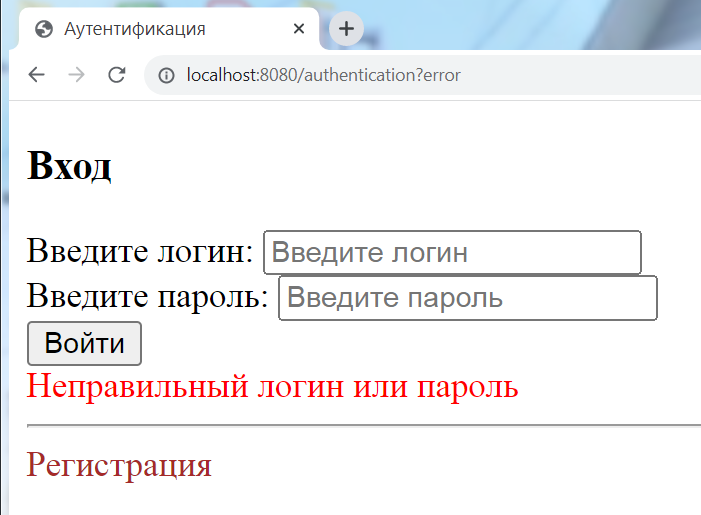 Аутентификация
localhost:8080/authentication?error
Вход
Введите логин: Введите логин
Введите пароль: Введите пароль
Войти
Неправильный логин или пароль
Регистрация